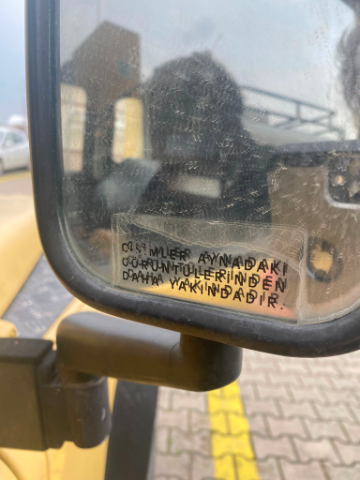 CİSİMLER AYNADAKİ
GÖRÜNTÜLERİNDEN
DAHA YAKINDADIR.